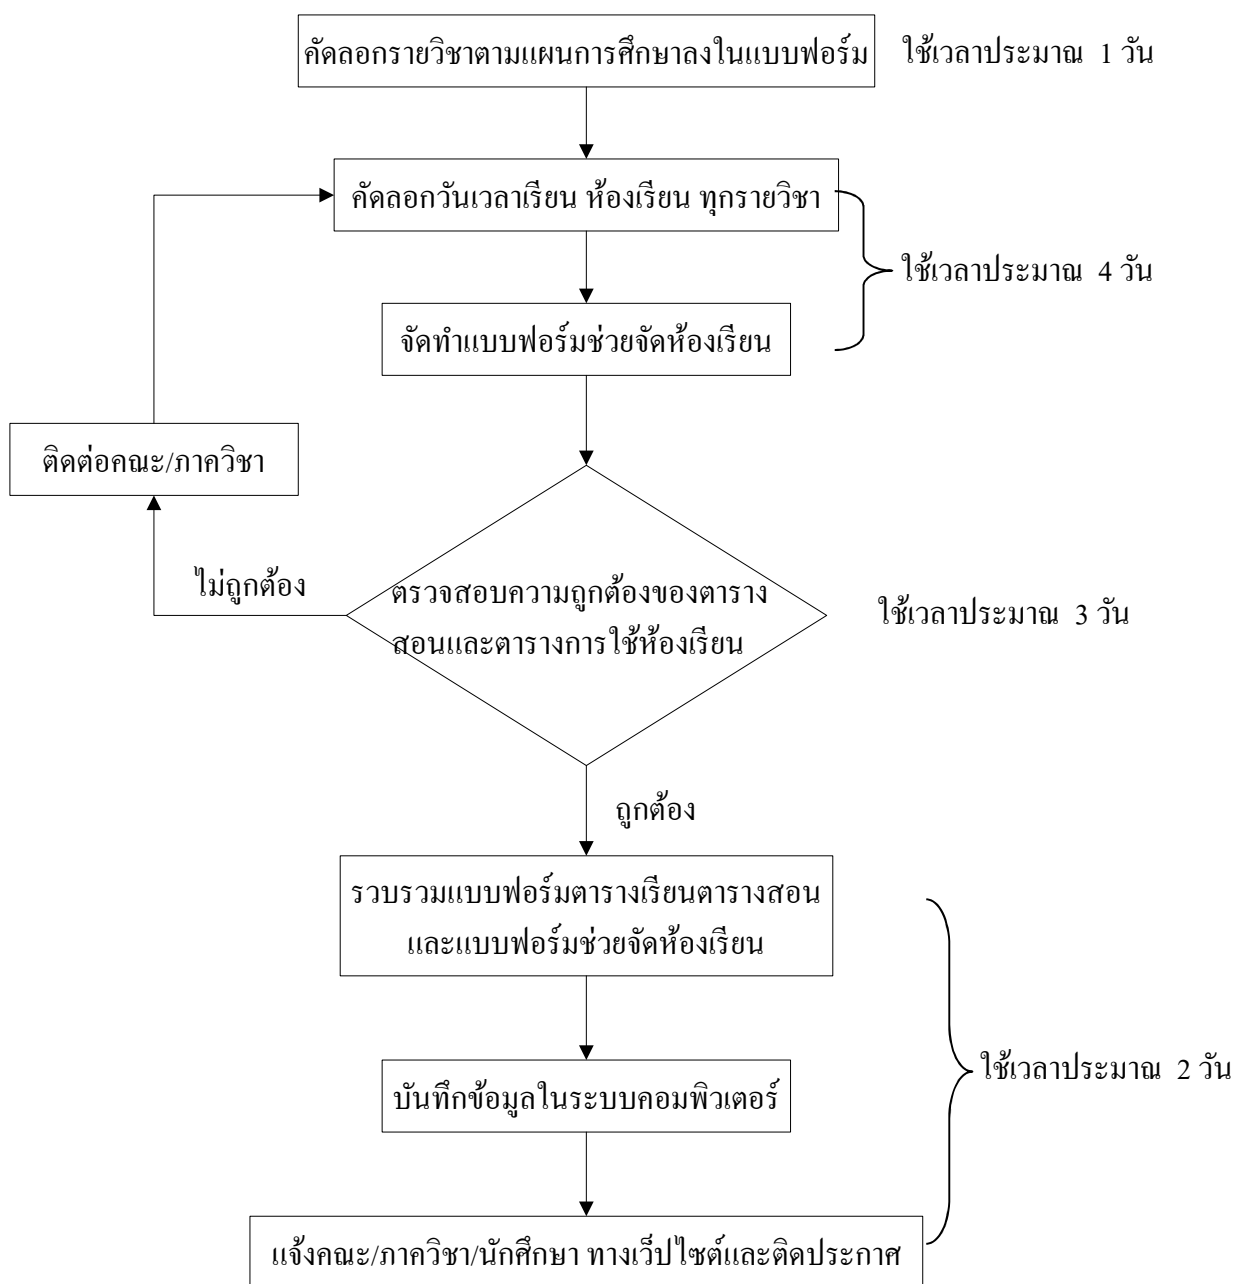 คัดลอกรายวิชาตามแผนการศึกษาลงในแบบฟอร์ม
ใช้เวลาประมาณ 1 วัน
คัดลอกวันเวลาเรียน ห้องเรียน ทุกรายวิชา
ใช้เวลาประมาณ 4 วัน
จัดทำแบบฟอร์มช่วยจัดห้องเรียน
ติดต่อคณะ/ภาควิชา
ไม่ถูกต้อง
ตรวจสอบความถูกต้องของตาราง
สอนและตารางการใช้ห้องเรียน
ใช้เวลาประมาณ 3 วัน
ถูกต้อง
รวบรวมแบบฟอร์มตารางเรียนตารางสอน
และแบบฟอร์มช่วยจัดห้องเรียน
ใช้เวลาประมาณ 2 วัน
บันทึกข้อมูลในระบบคอมพิวเตอร์
แจ้งคณะ/ภาควิชา/นักศึกษา ทางเว็ปไซต์และติดประกาศ